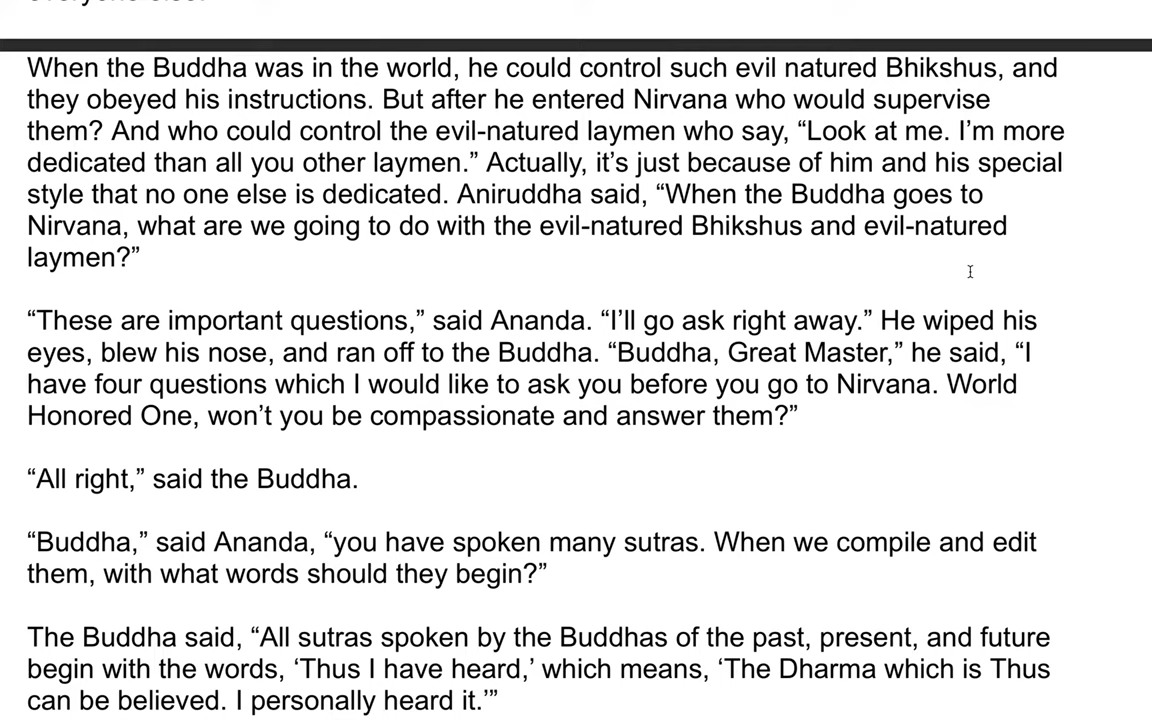 When the Buddha was in the world, he could control such evil natured Bhikshus, and
they obeyed his instructions. But after he entered Nirvana who would supervise
them? And who could control the evil-natured laymen who say, “Look at me. I’m more
dedicated than all you other laymen.” Actually, it’s just because of him and his special
style that no one else is dedicated. Aniruddha said, “When the Buddha goes to
Nirvana, what are we going to do with the evil-natured Bhikshus and evil-natured
laymen?”
“These are important questions,” said Ananda. “I’ll go ask right away.” He wiped his
eyes, blew his nose, and ran off to the Buddha. “Buddha, Great Master,” he said, “I
have four questions which I would like to ask you before you go to Nirvana. World
Honored One, won’t you be compassionate and answer them?”
“All right,” said the Buddha.
“Buddha,” said Ananda, “you have spoken many sutras. When we compile and edit
them, with what words should they begin?”
The Buddha said, “All sutras spoken by the Buddhas of the past, present, and future
begin with the words, ‘Thus I have heard,’ which means, ‘The Dharma which is Thus
can be believed. I personally heard it.’”